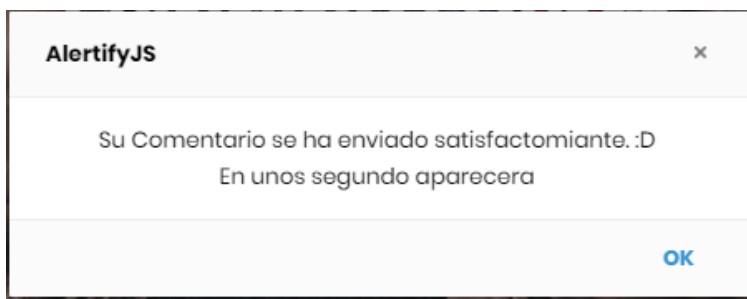 AlertifyJS
×
Su Comentario se ha enviado satisfactomiante. :D
En unos segundo aparecera
OK